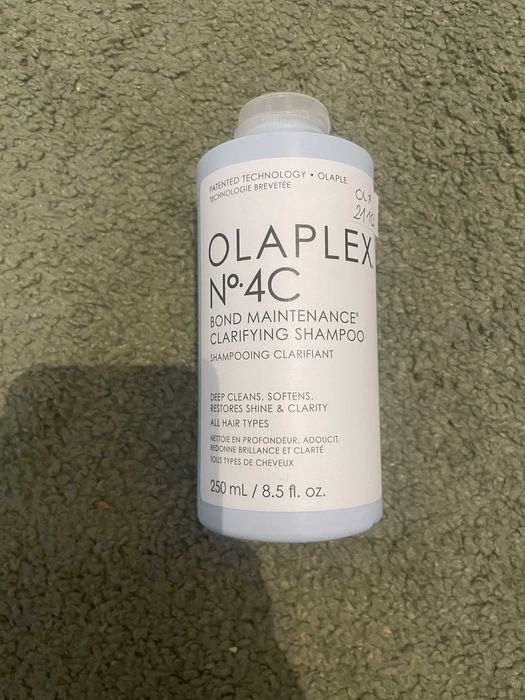 PATENTED TECHNOLOGY • OLAPLE
TECHNOLOGIE BREVETÉE
2110
OLAPLEX
Nº.4C
BOND MAINTENANCE®
CLARIFYING SHAMPOO
SHAMPOOING CLARIFIANT
DEEP CLEANS, SOFTENS,
RESTORES SHINE & CLARITY
ALL HAIR TYPES
NETTOIE EN PROFONDEUR, ADOUCIT,
REDONNE BRILLANCE ET CLARTÉ
TOUS TYPES DE CHEVEUX
250 mL / 8.5 fl. oz.